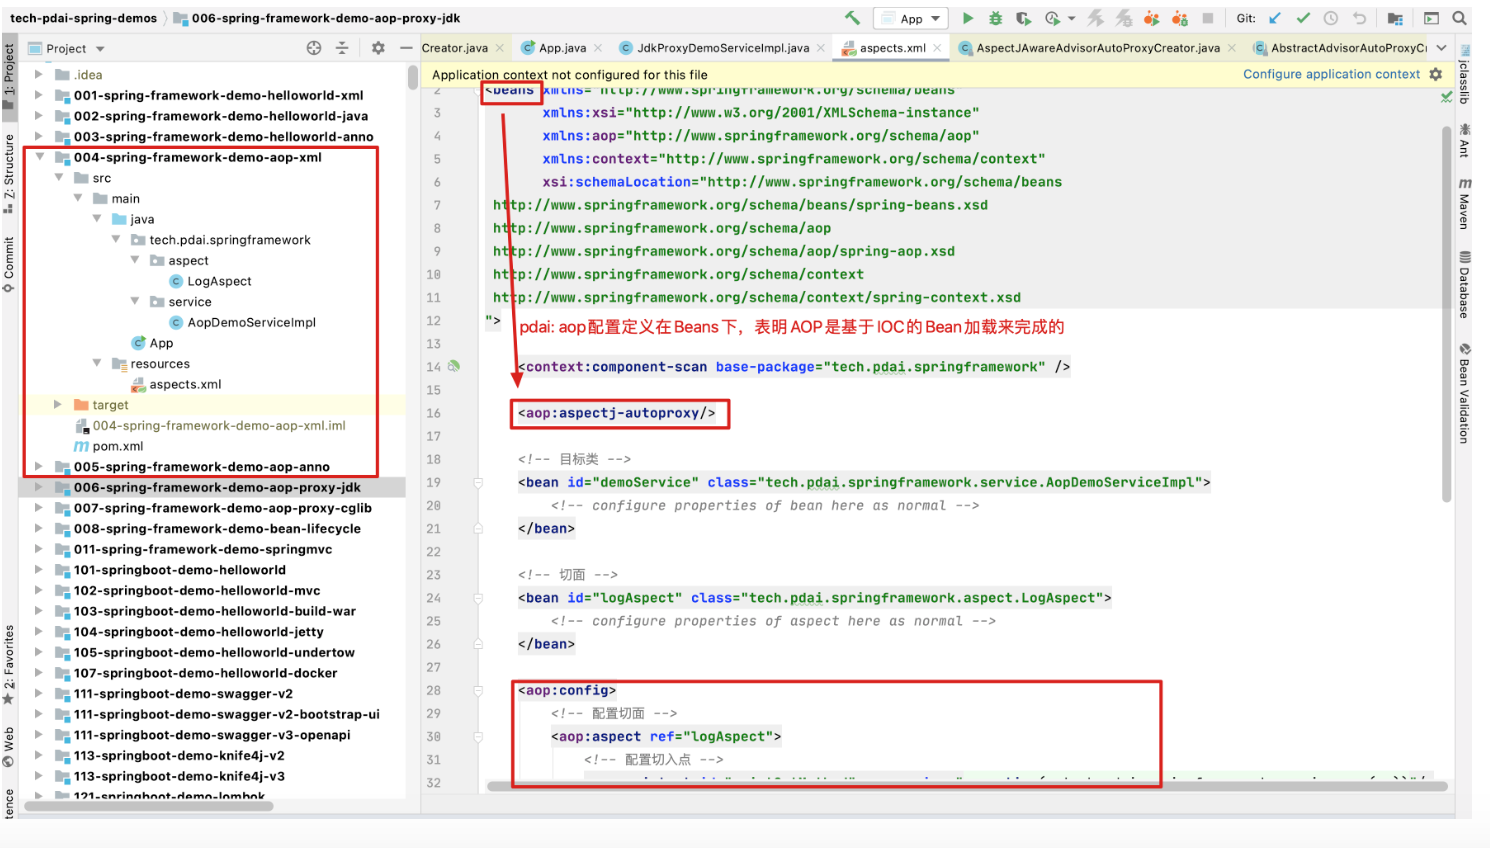 tech-pdai-spring-demos 006-spring-framework-demo-aop-proxy-jdk
App
Git:
1: Project
Z: Structure
Commit
2: Favorites
Web
Project
.idea
001-spring-framework-demo-helloworld-xml
002-spring-framework-demo-helloworld-java
003-spring-framework-demo-helloworld-anno
004-spring-framework-demo-aop-xml
src
main
java
tech.pdai.springframework
aspect
LogAspect
service
AopDemoServiceImpl
App
resources
aspects.xml
target
004-spring-framework-demo-aop-xml.iml
pom.xml
005-spring-framework-demo-aop-anno
006-spring-framework-demo-aop-proxy-jdk
007-spring-framework-demo-aop-proxy-cglib
008-spring-framework-demo-bean-lifecycle
011-spring-framework-demo-springmvc
101-springboot-demo-helloworld
102-springboot-demo-helloworld-mvc
103-springboot-demo-helloworld-build-war
104-springboot-demo-helloworld-jetty
105-springboot-demo-helloworld-undertow
107-springboot-demo-helloworld-docker
111-springboot-demo-swagger-v2
111-springboot-demo-swagger-v2-bootstrap-ui
111-springboot-demo-swagger-v3-openapi
113-springboot-demo-knife4j-v2
113-springboot-demo-knife4j-v3
121-springboot-demo-lombok
Creator.java App.java JdkProxyDemoServiceImpl.java aspects.xml AspectJAwareAdvisorAutoProxyCreator.java AbstractAdvisorAutoProxyC
Application context not configured for this file Configure application context
2 <beans xmlns="http://www.springframework.org/schema/beans"
3 xmlns:xsi="http://www.w3.org/2001/XMLSchema-instance"
4 xmlns:aop="http://www.springframework.org/schema/aop"
5 xmlns:context="http://www.springframework.org/schema/context"
6 xsi:schemaLocation="http://www.springframework.org/schema/beans
7 http://www.springframework.org/schema/beans/spring-beans.xsd
8 http://www.springframework.org/schema/aop
9 http://www.springframework.org/schema/aop/spring-aop.xsd
10 http://www.springframework.org/schema/context
11 http://www.springframework.org/schema/context/spring-context.xsd
12 ">
pdai: aop配置定义在Beans下，表明AOP是基于IOC的Bean加载来完成的
13
14 <context:component-scan base-package="tech.pdai.springframework" />
15
16 <aop:aspectj-autoproxy/>
17
18 <!-- 目标类 -->
19 <bean id="demoService" class="tech.pdai.springframework.service.AopDemoServiceImpl">
20 <!-- configure properties of bean here as normal -->
21 </bean>
22
23 <!-- 切面 -->
24 <bean id="logAspect" class="tech.pdai.springframework.aspect.LogAspect">
25 <!-- configure properties of aspect here as normal -->
26 </bean>
27
28 <aop:config>
29 <!-- 配置切面 -->
30 <aop:aspect ref="logAspect">
31 <!-- 配置切入点 -->
32
jclasslib
Ant
Maven
Database
Bean Validation